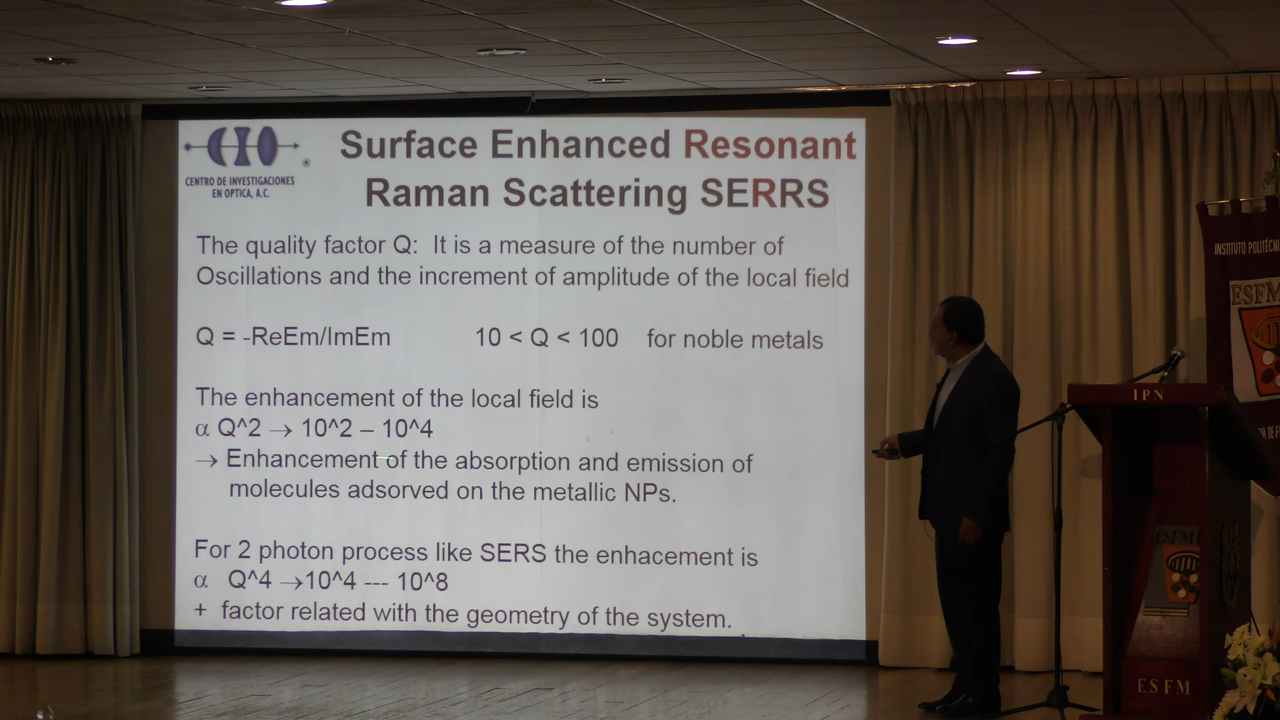 CIO
®
CENTRO DE INVESTIGACIONES
EN OPTICA, A.C.
Surface Enhanced Resonant
Raman Scattering SERRS
The quality factor Q: It is a measure of the number of
Oscillations and the increment of amplitude of the local field
Q = -ReEm/ImEm 10 < Q < 100 for noble metals
The enhancement of the local field is
α Q^2 → 10^2 – 10^4
→ Enhancement of the absorption and emission of
molecules adsorved on the metallic NPs.
For 2 photon process like SERS the enhacement is
α Q^4 →10^4 --- 10^8
+ factor related with the geometry of the system.
INSTITUTO
ESFM
IPN
ESFM
ESFM